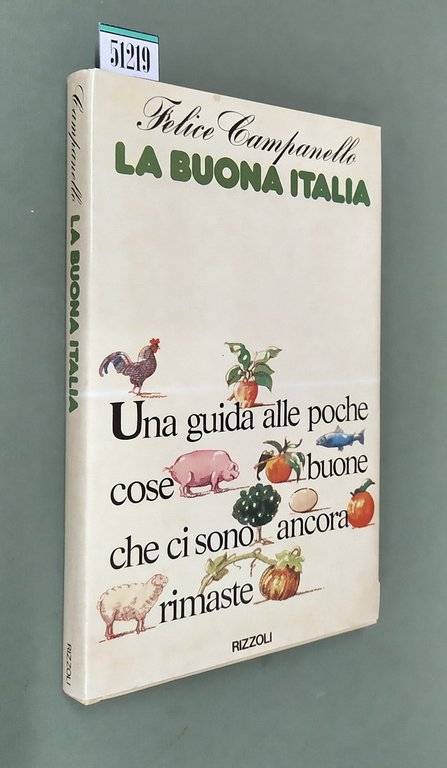 51219
Felice Campanello
LA BUONA ITALIA
Una guida alle poche
cose buone
che ci sono ancora
rimaste
RIZZOLI
Campanello
LA BUONA ITALIA
RIZZOLI